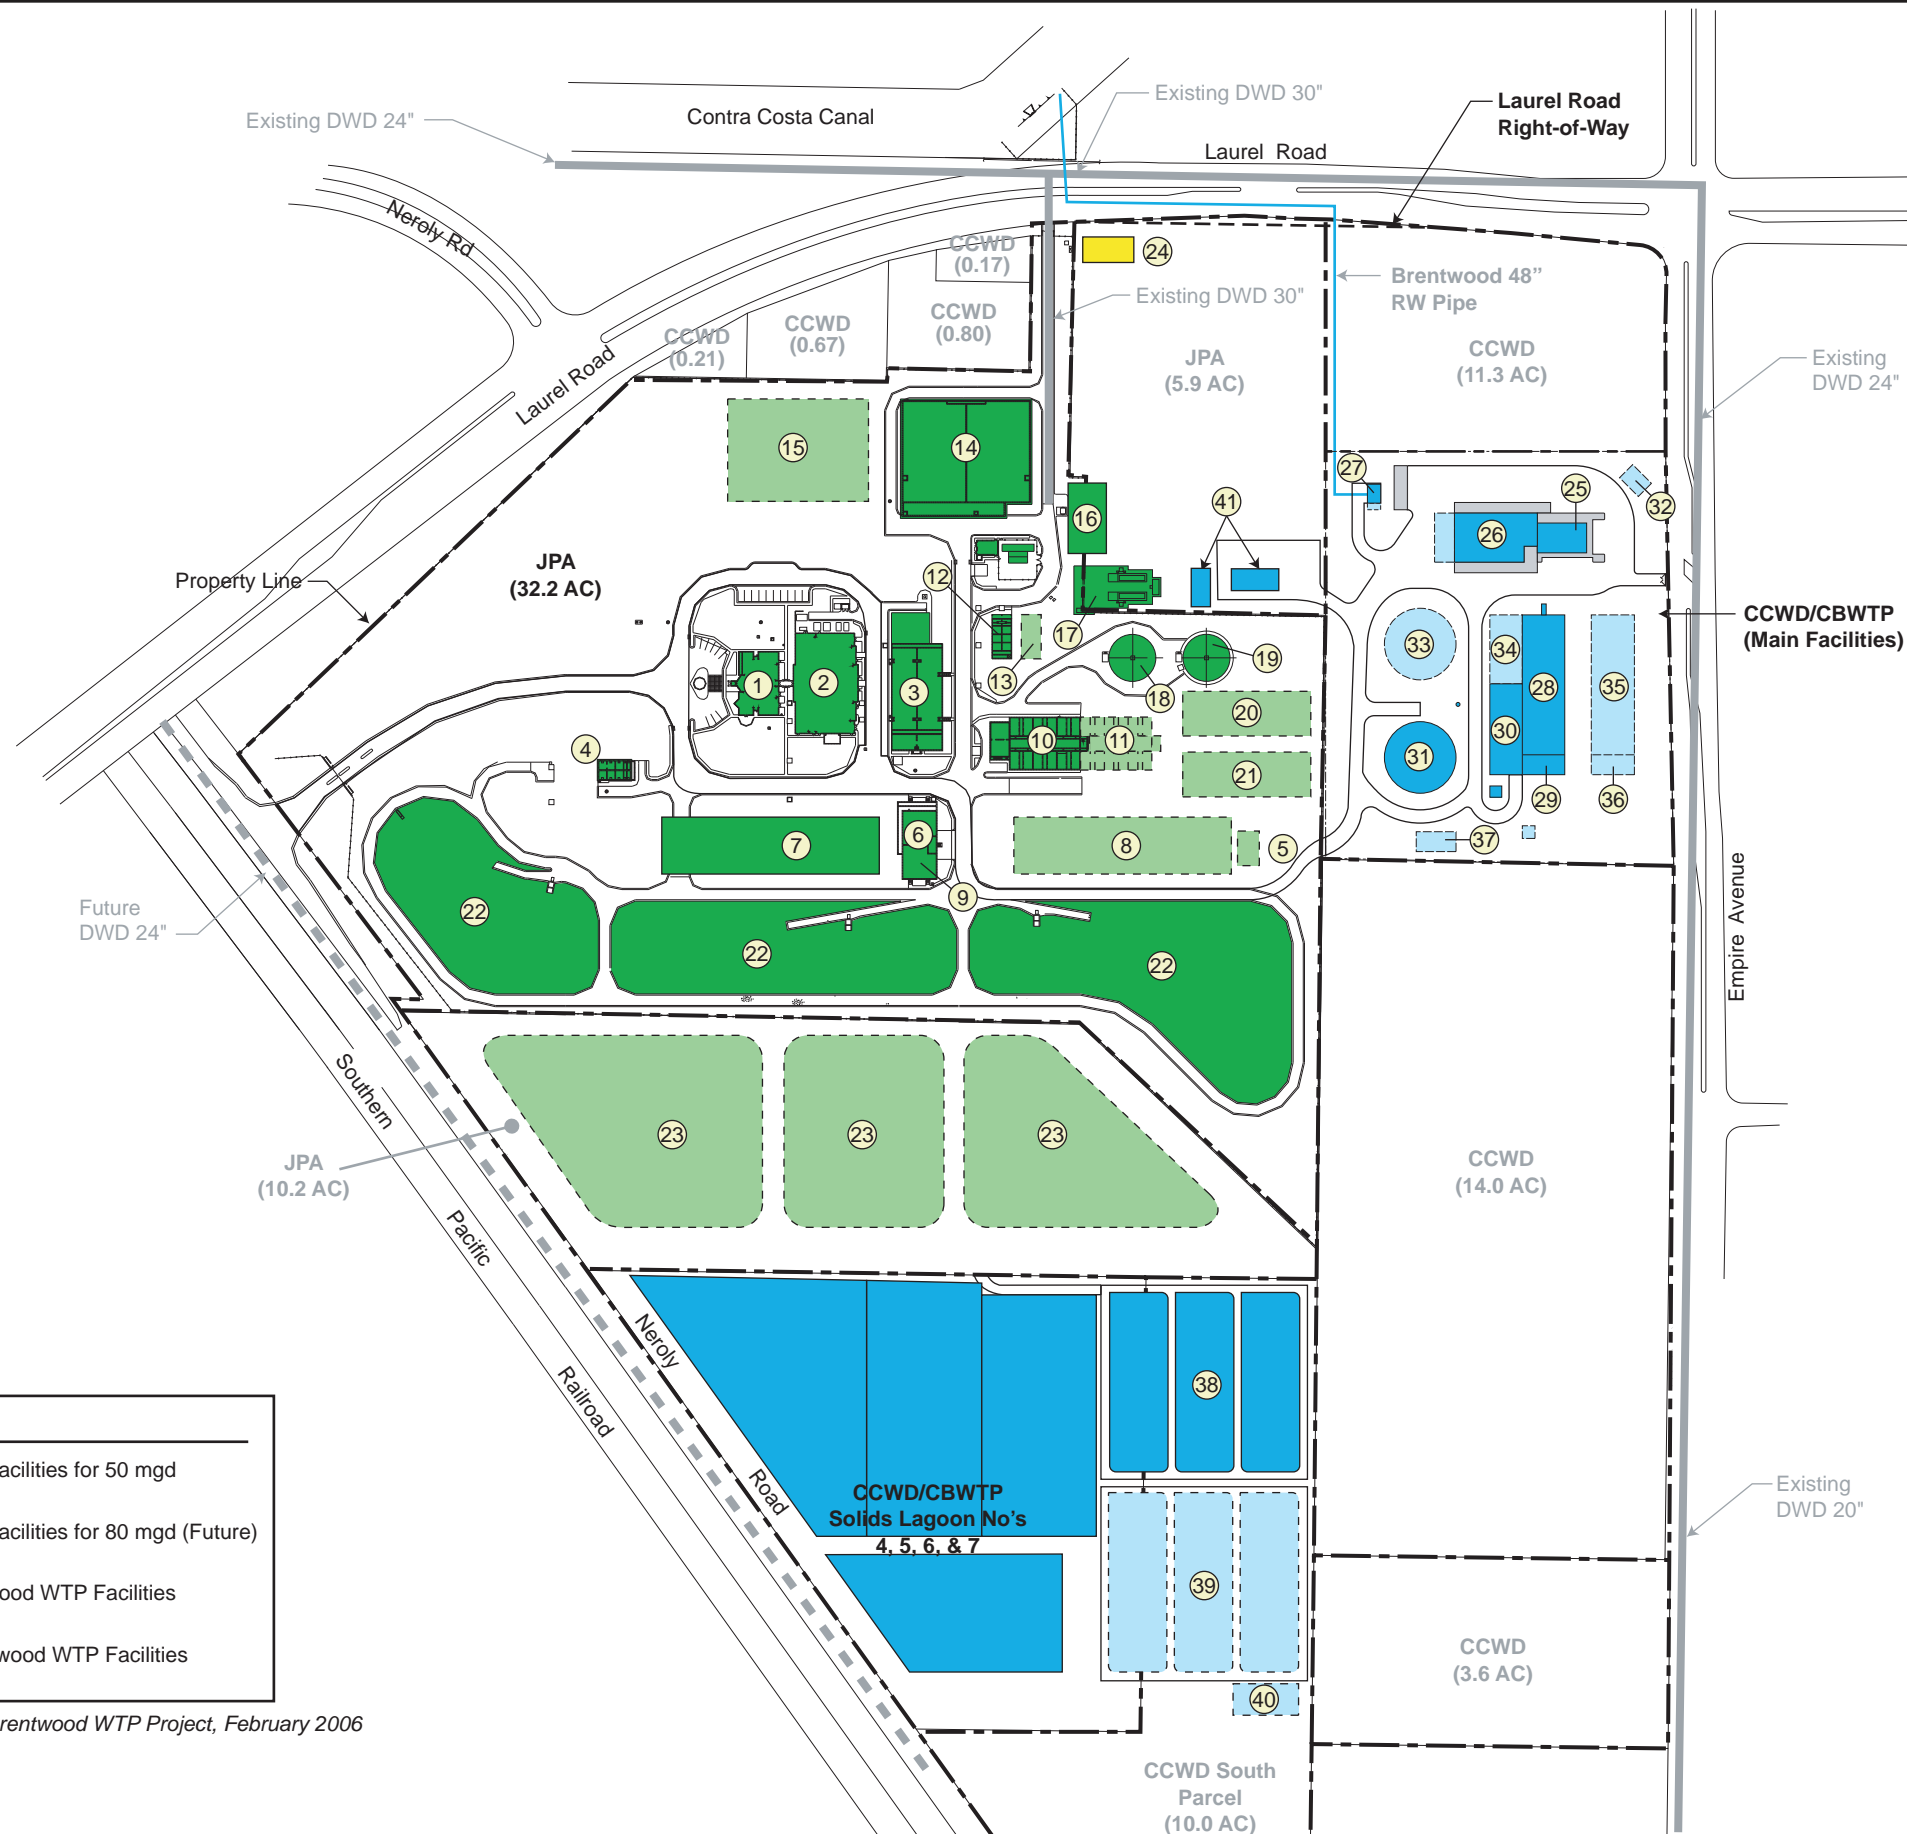 Existing DWD 24"
Contra Costa Canal
Existing DWD 30"
Laurel Road
Right-of-Way
Laurel Road
Neroly Rd
CCWD
(0.17)
24
Existing DWD 30"
Brentwood 48”
RW Pipe
CCWD
(0.80)
CCWD
(0.67)
CCWD
(0.21)
JPA
(5.9 AC)
CCWD
(11.3 AC)
Existing
DWD 24"
Laurel Road
15
14
27
25
32
41
16
26
JPA
(32.2 AC)
Property Line
12
17
CCWD/CBWTP
(Main Facilities)
33
34
19
13
18
1
2
3
28
35
20
10
11
30
4
31
21
29
36
6
7
8
5
37
9
Future
DWD 24"
22
22
22
Empire Avenue
Southern
23
23
23
JPA
(10.2 AC)
CCWD
(14.0 AC)
Pacific
Neroly
Railroad
38
Road
CCWD/CBWTP
Solids Lagoon No’s
4, 5, 6, & 7
Existing
DWD 20"
39
CCWD
(3.6 AC)
40
CCWD South
Parcel
(10.0 AC)
acilities for 50 mgd
acilities for 80 mgd (Future)
ood WTP Facilities
wood WTP Facilities
rentwood WTP Project, February 2006